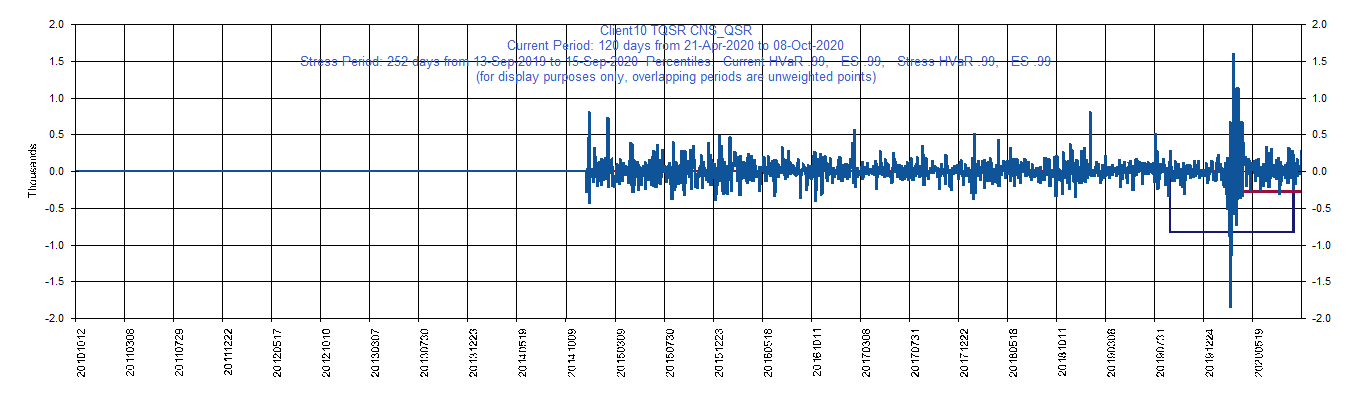 Client10 TQSR CNS_QSR
Current Period: 120 days from 21-Apr-2020 to 08-Oct-2020
Stress Period: 252 days from 13-Sep-2019 to 15-Sep-2020 Percentiles: Current HVaR .99, ES .99, Stress HVaR .99, ES .99
(for display purposes only, overlapping periods are unweighted points)
2.0 2.0
1.5 1.5
1.0 1.0
0.5 0.5
0.0 0.0
-0.5 -0.5
-1.0 -1.0
-1.5 -1.5
-2.0 -2.0
Thousands
20101012 20110308 20110729 20111222 20120517 20121010 20130307 20130730 20131223 20140519 20141009 20150309 20150730 20151223 20160518 20161011 20170308 20170731 20171222 20180518 20181011 20190308 20190731 20191224 20200519